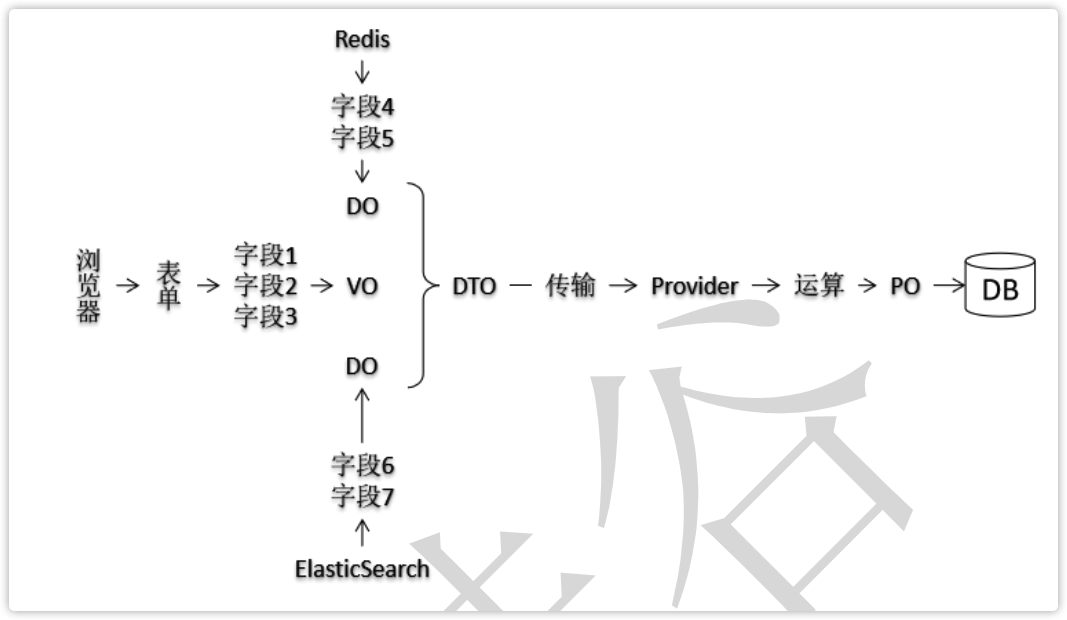 Redis
字段4
字段5
DO
浏览器
表单
字段1
字段2
字段3
VO
DTO
传输
Provider
运算
PO
DB
DO
字段6
字段7
ElasticSearch